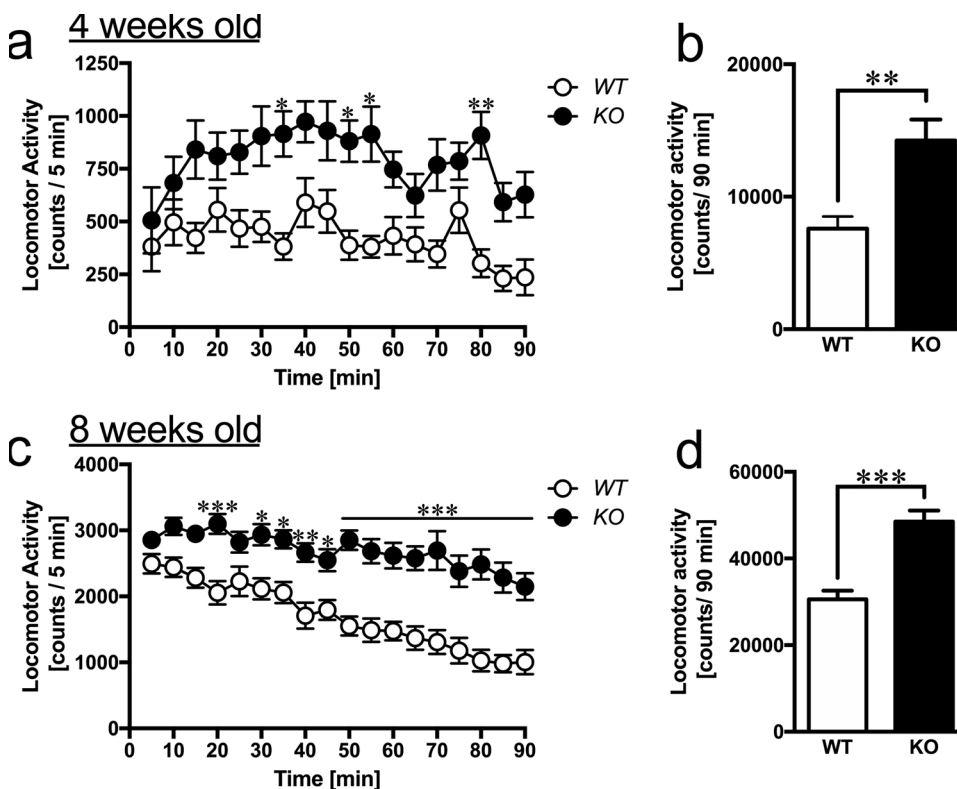 4 weeks old
a
1250
1000
750
500
250
0
Locomotor Activity
[counts / 5 min]
WT
KO
*
*
*
**
0 10 20 30 40 50 60 70 80 90
Time [min]
b
20000
10000
0
Locomotor activity
[counts/ 90 min]
**
WT KO
8 weeks old
c
4000
3000
2000
1000
0
Locomotor Activity
[counts / 5 min]
WT
KO
***
*
*
**
*
***
0 10 20 30 40 50 60 70 80 90
Time [min]
d
60000
40000
20000
0
Locomotor activity
[counts/ 90 min]
***
WT KO